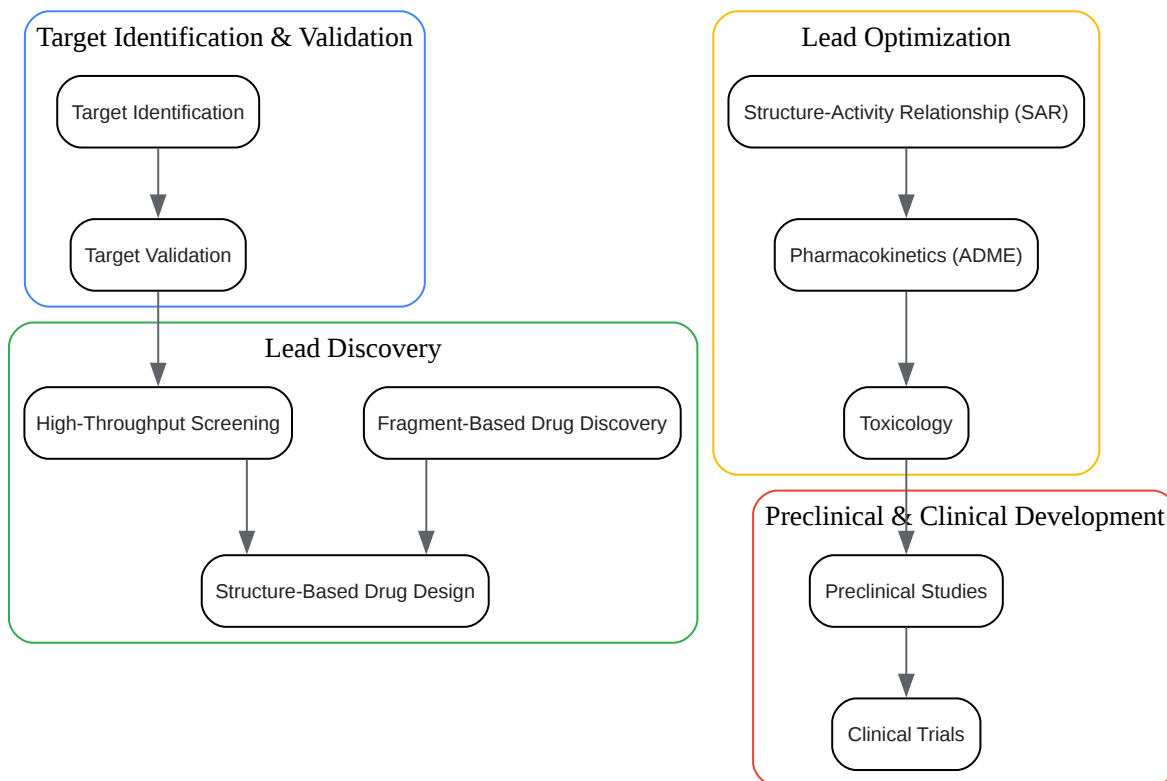 Target Identification & Validation
Target Identification
Target Validation
Lead Discovery
High-Throughput Screening
Fragment-Based Drug Discovery
Structure-Based Drug Design
Lead Optimization
Structure-Activity Relationship (SAR)
Pharmacokinetics (ADME)
Toxicology
Preclinical & Clinical Development
Preclinical Studies
Clinical Trials